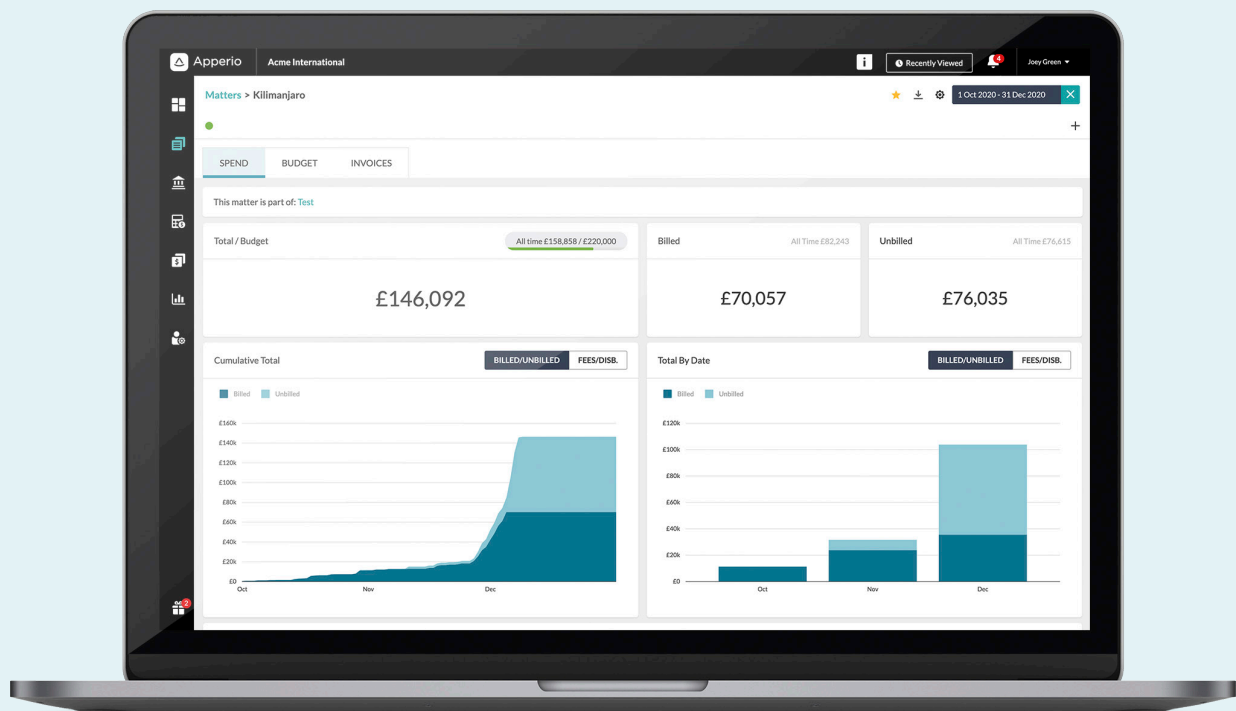 Apperio
Acme International
i
Recently Viewed
4
Joey Green
Matters > Kilimanjaro
1 Oct 2020 - 31 Dec 2020
SPEND BUDGET INVOICES
This matter is part of: Test
Total / Budget
All time £158,858 / £220,000
£146,092
Billed
All Time £82,243
£70,057
Unbilled
All Time £76,615
£76,035
Cumulative Total
BILLED/UNBILLED FEES/DISB.
Billed Unbilled
£160k
£140k
£120k
£100k
£80k
£60k
£40k
£20k
£0
Oct Nov Dec
Total By Date
BILLED/UNBILLED FEES/DISB.
Billed Unbilled
£120k
£100k
£80k
£60k
£40k
£20k
£0
Oct Nov Dec
2